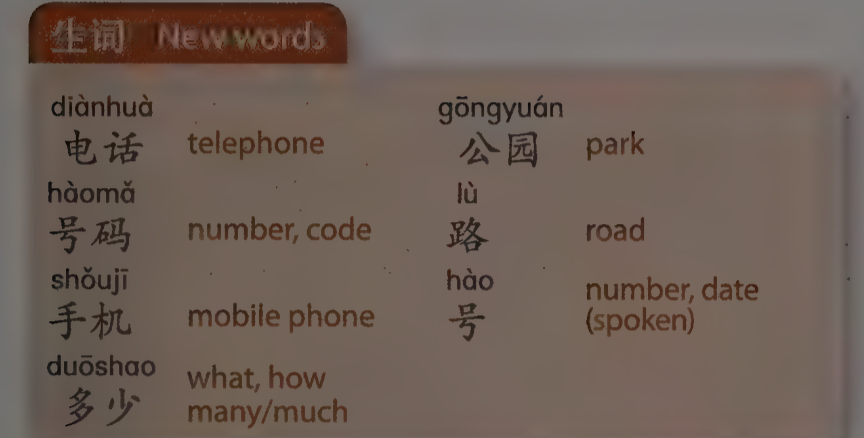 生词 New words
diànhuà
电话 telephone
hàomǎ
号码 number, code
shǒujī
手机 mobile phone
duōshao
多少 what, how
many/much
gōngyuán
公园 park
lù
路 road
hào
号 number, date
(spoken)